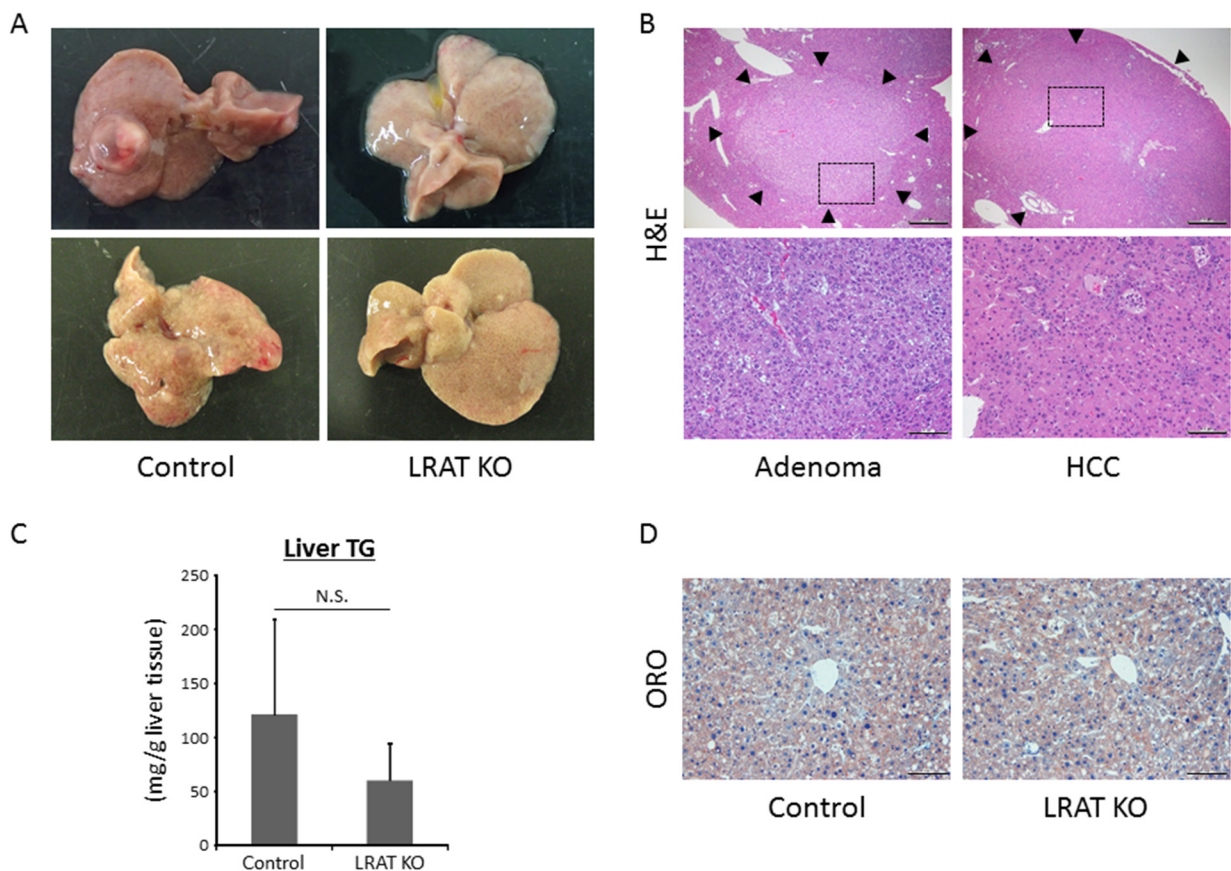 A
B
H&E
Control
LRAT KO
Adenoma
HCC
C
D
Liver TG
(mg/g liver tissue)
250
200
150
100
50
0
N.S.
Control
LRAT KO
ORO
Control
LRAT KO